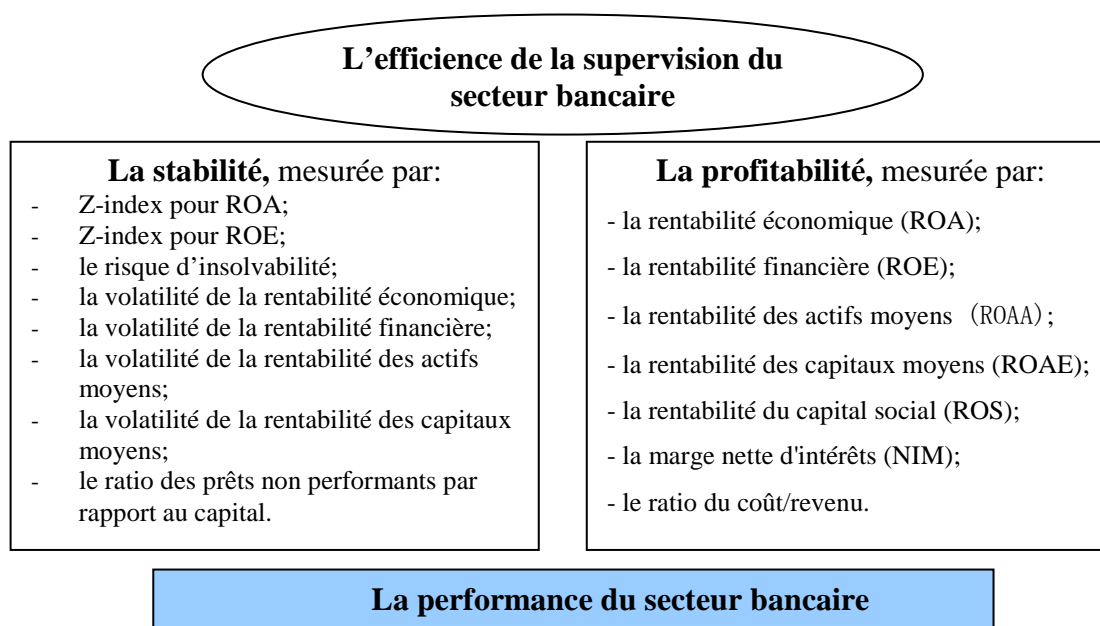 L’efficience de la supervision du
secteur bancaire
La stabilité, mesurée par:
- Z-index pour ROA;
- Z-index pour ROE;
- le risque d’insolvabilité;
- la volatilité de la rentabilité économique;
- la volatilité de la rentabilité financière;
- la volatilité de la rentabilité des actifs
moyens;
- la volatilité de la rentabilité des capitaux
moyens;
- le ratio des prêts non performants par
rapport au capital.
La profitabilité, mesurée par:
- la rentabilité économique (ROA);
- la rentabilité financière (ROE);
- la rentabilité des actifs moyens (ROAA);
- la rentabilité des capitaux moyens (ROAE);
- la rentabilité du capital social (ROS);
- la marge nette d'intérêts (NIM);
- le ratio du coût/revenu.
La performance du secteur bancaire